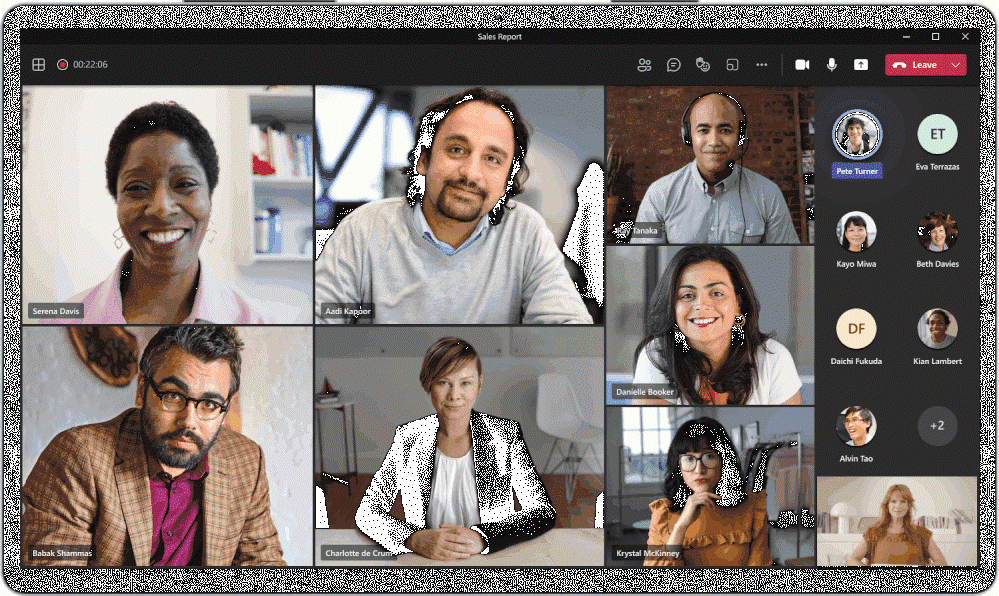 Sales Report
00:22:06
Leave
Serena Davis
Aadi Kapoor
Tanaka
Danielle Booker
Babak Shammas
Charlotte de Crum
Krystal McKinney
Pete Turner
ET
Eva Terrazas
Kayo Miwa
Beth Davies
DF
Daichi Fukuda
Kian Lambert
Alvin Tao
+2